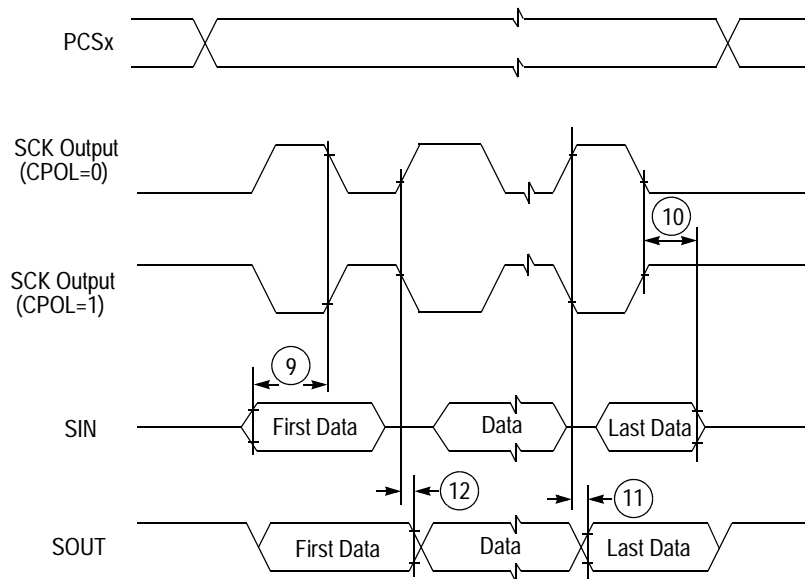 PCSx
SCK Output
(CPOL=0)
10
SCK Output
(CPOL=1)
9
SIN
First Data
Data
Last Data
12
11
SOUT
First Data
Data
Last Data